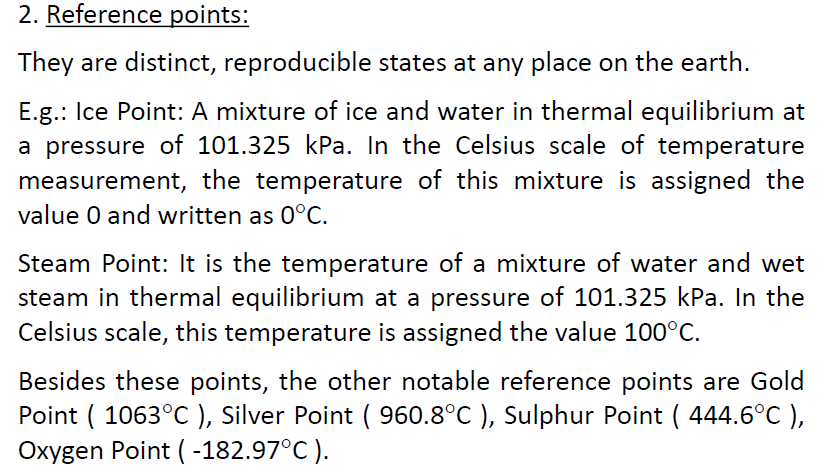 2. Reference points:
They are distinct, reproducible states at any place on the earth.
E.g.: Ice Point: A mixture of ice and water in thermal equilibrium at
a pressure of 101.325 kPa. In the Celsius scale of temperature
measurement, the temperature of this mixture is assigned the
value 0 and written as 0°C.
Steam Point: It is the temperature of a mixture of water and wet
steam in thermal equilibrium at a pressure of 101.325 kPa. In the
Celsius scale, this temperature is assigned the value 100°C.
Besides these points, the other notable reference points are Gold
Point ( 1063°C ), Silver Point ( 960.8°C ), Sulphur Point ( 444.6°C ),
Oxygen Point ( -182.97°C ).